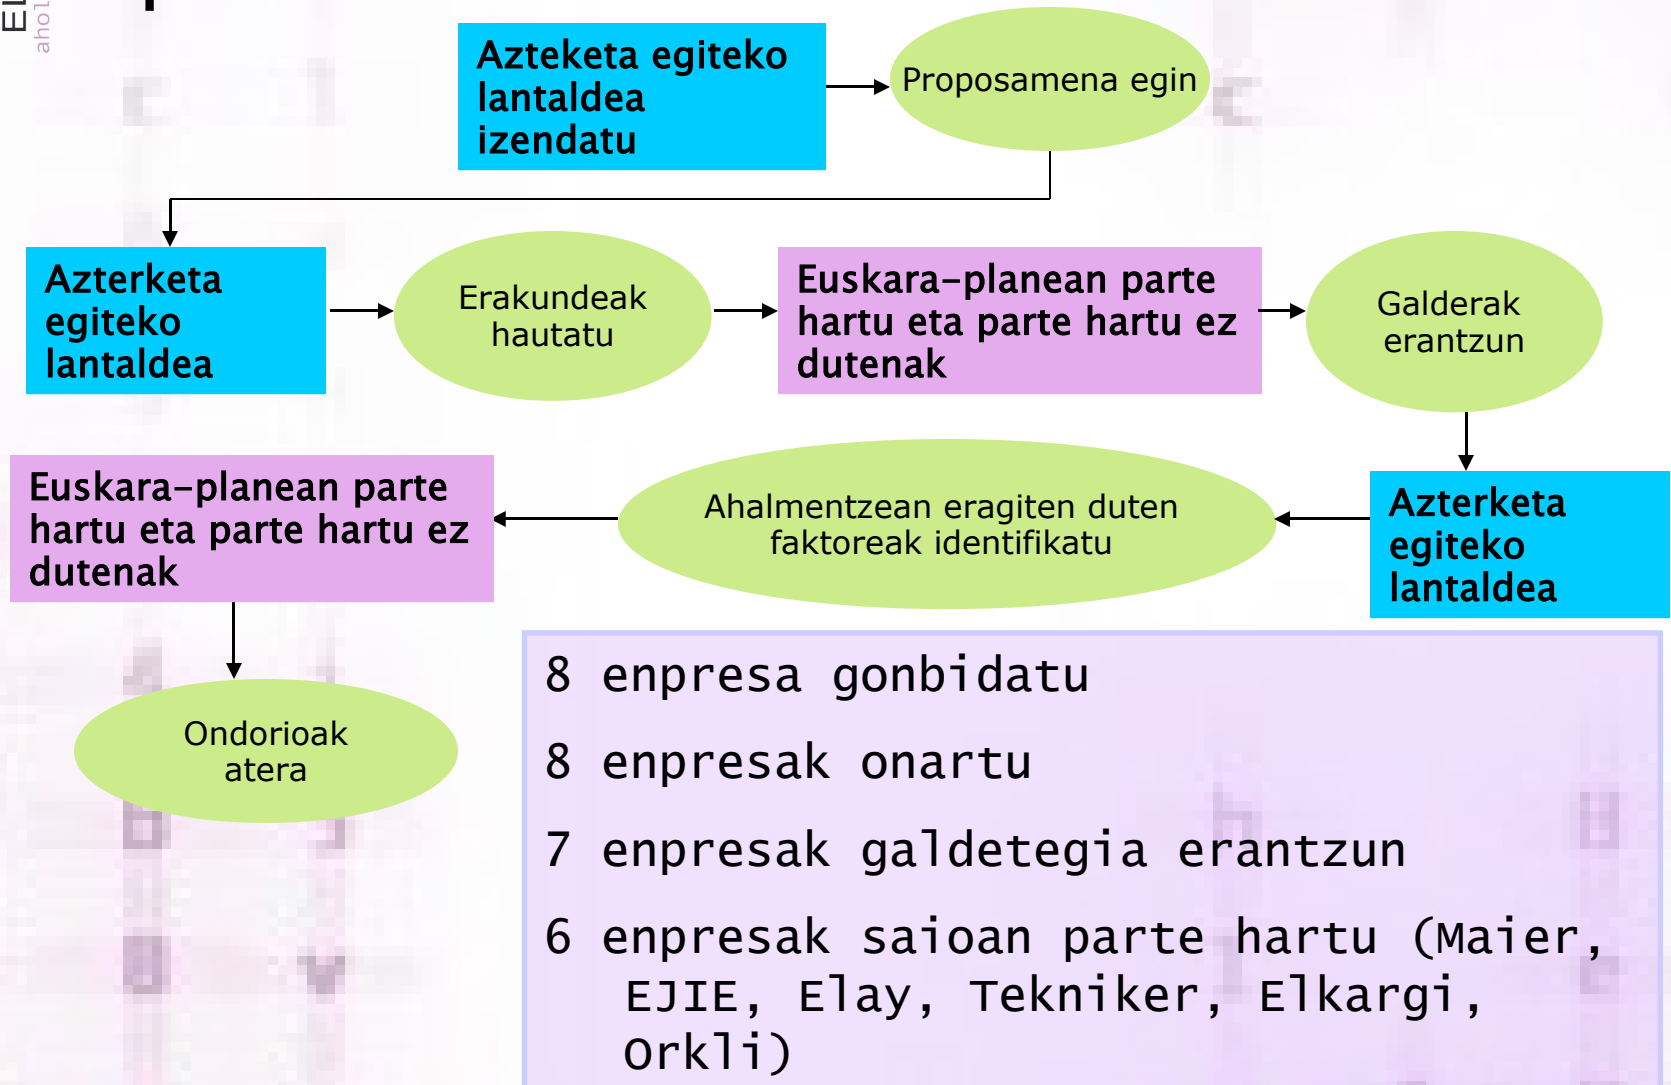 Azteketa egiteko
lantaldea
izendatu
Proposamena egin
Azterketa
egiteko
lantaldea
Erakundeak
hautatu
Euskara-planean parte
hartu eta parte hartu ez
dutenak
Galderak
erantzun
Azterketa
egiteko
lantaldea
Ahalmentzean eragiten duten
faktoreak identifikatu
Euskara-planean parte
hartu eta parte hartu ez
dutenak
Ondorioak
atera
8 enpresa gonbidatu
8 enpresak onartu
7 enpresak galdetegia erantzun
6 enpresak saioan parte hartu (Maier,
EJIE, Elay, Tekniker, Elkargi,
Orkli)